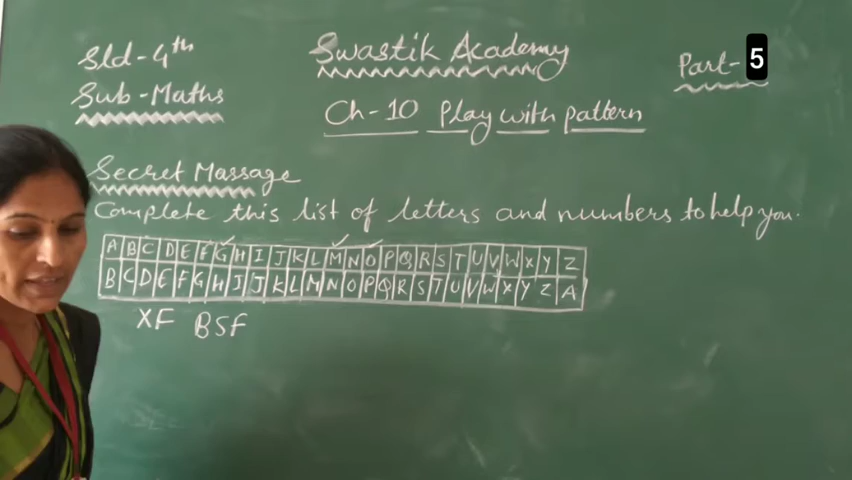 Std-4th
Swastik Academy
Part-5
Sub-Maths
Ch-10 Play with pattern
Secret Massage
Complete this list of letters and numbers to help you.
A B C D E F G H I J K L M N O P Q R S T U V W X Y Z
B C D E F G H I J K L M N O P Q R S T U V W X Y Z A
XF BSF